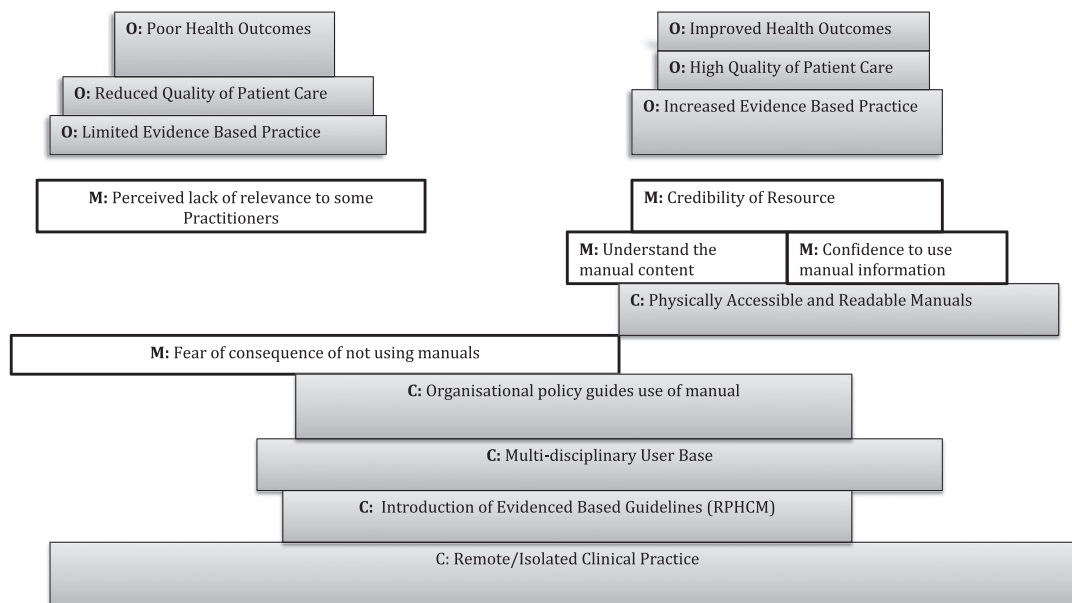 O: Poor Health Outcomes
O: Reduced Quality of Patient Care
O: Limited Evidence Based Practice
O: Improved Health Outcomes
O: High Quality of Patient Care
O: Increased Evidence Based Practice
M: Perceived lack of relevance to some
Practitioners
M: Credibility of Resource
M: Understand the
manual content
M: Confidence to use
manual information
C: Physically Accessible and Readable Manuals
M: Fear of consequence of not using manuals
C: Organisational policy guides use of manual
C: Multi-disciplinary User Base
C: Introduction of Evidenced Based Guidelines (RPHCM)
C: Remote/Isolated Clinical Practice